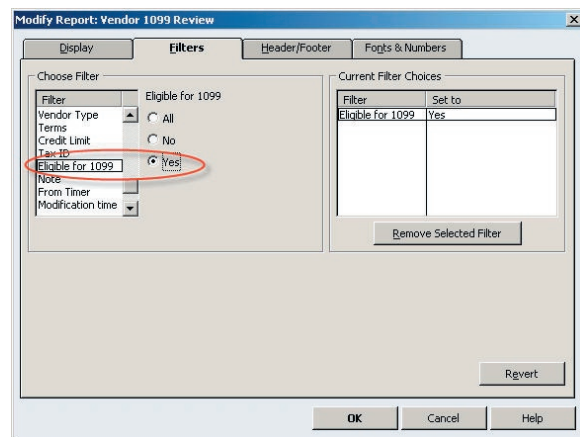 Modify Report: Vendor 1099 Review
Display
Filters
Header/Footer
Fonts & Numbers
Choose Filter
Filter
Vendor Type
Terms
Credit Limit
Tax ID
Eligible for 1099
Note
From Timer
Modification time
Eligible for 1099
All
No
Yes
Current Filter Choices
Filter Set to
Eligible for 1099 Yes
Remove Selected Filter
Revert
OK
Cancel
Help